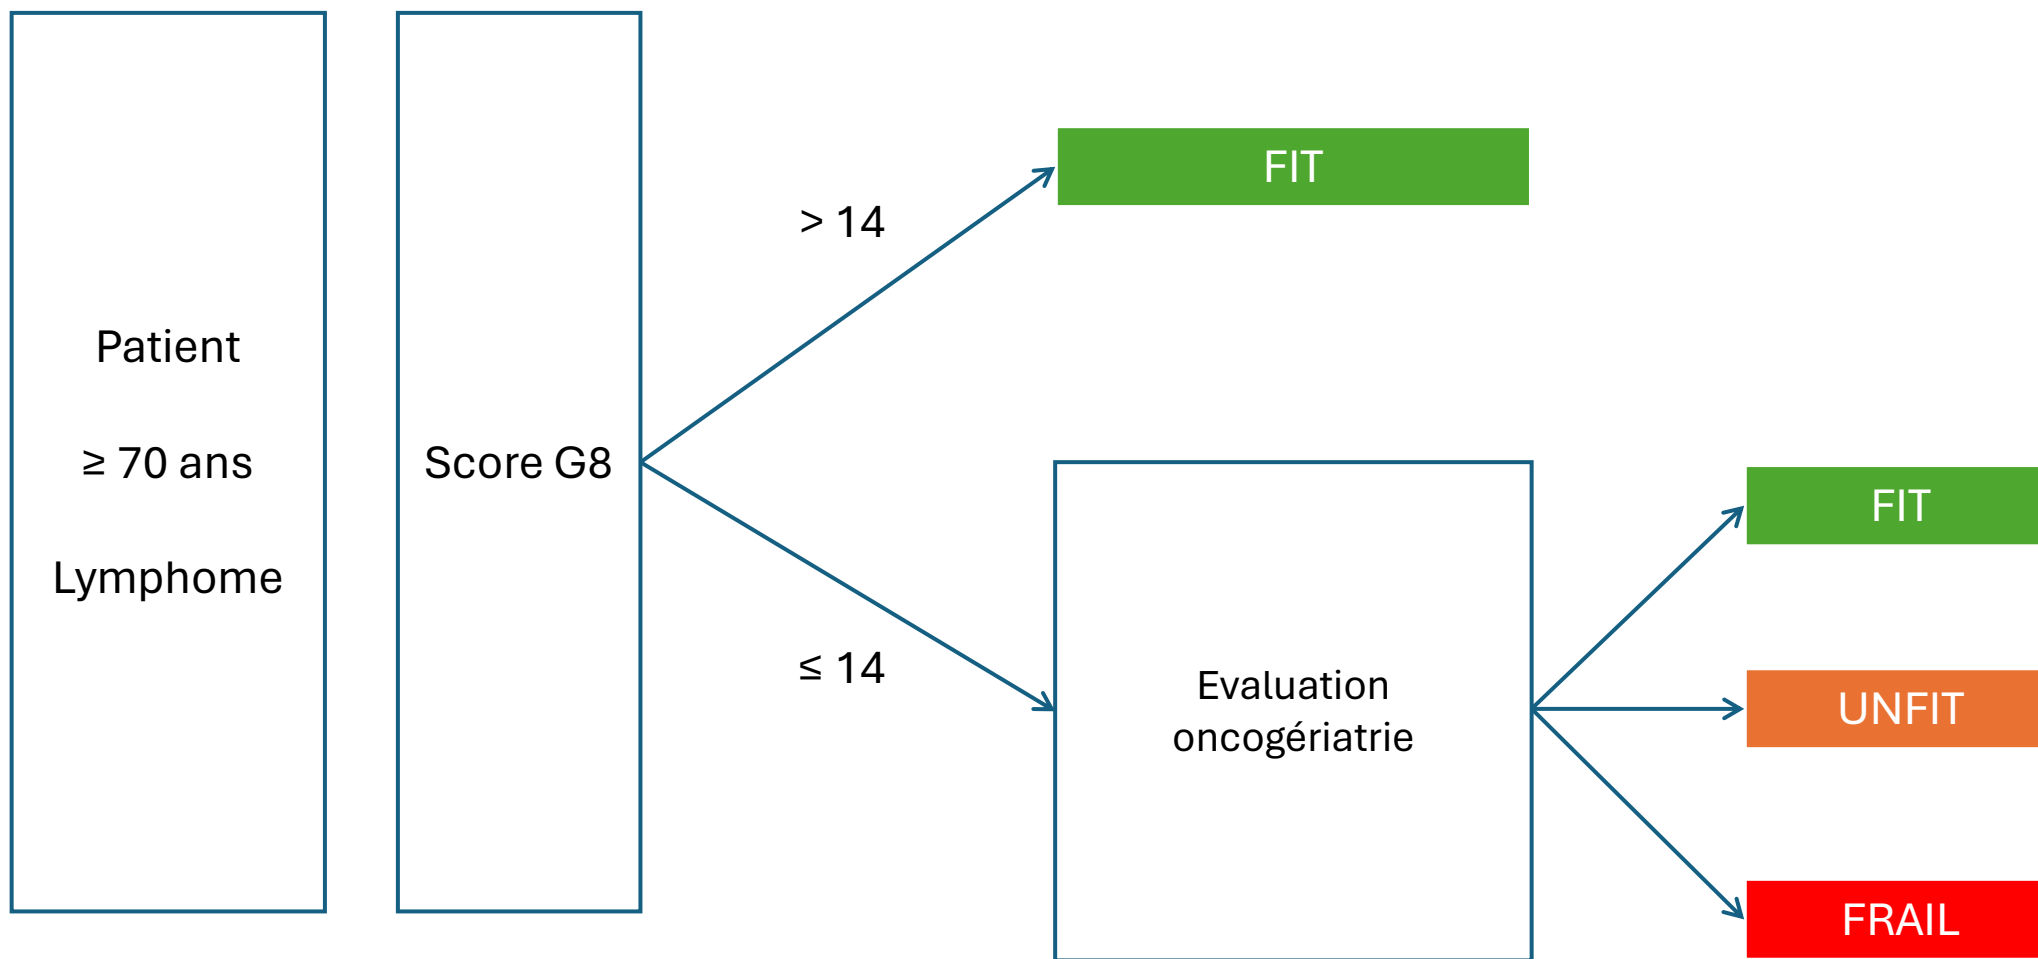 Patient
≥ 70 ans
Lymphome
Score G8
> 14
≤ 14
FIT
Evaluation
oncogériatrie
FIT
UNFIT
FRAIL